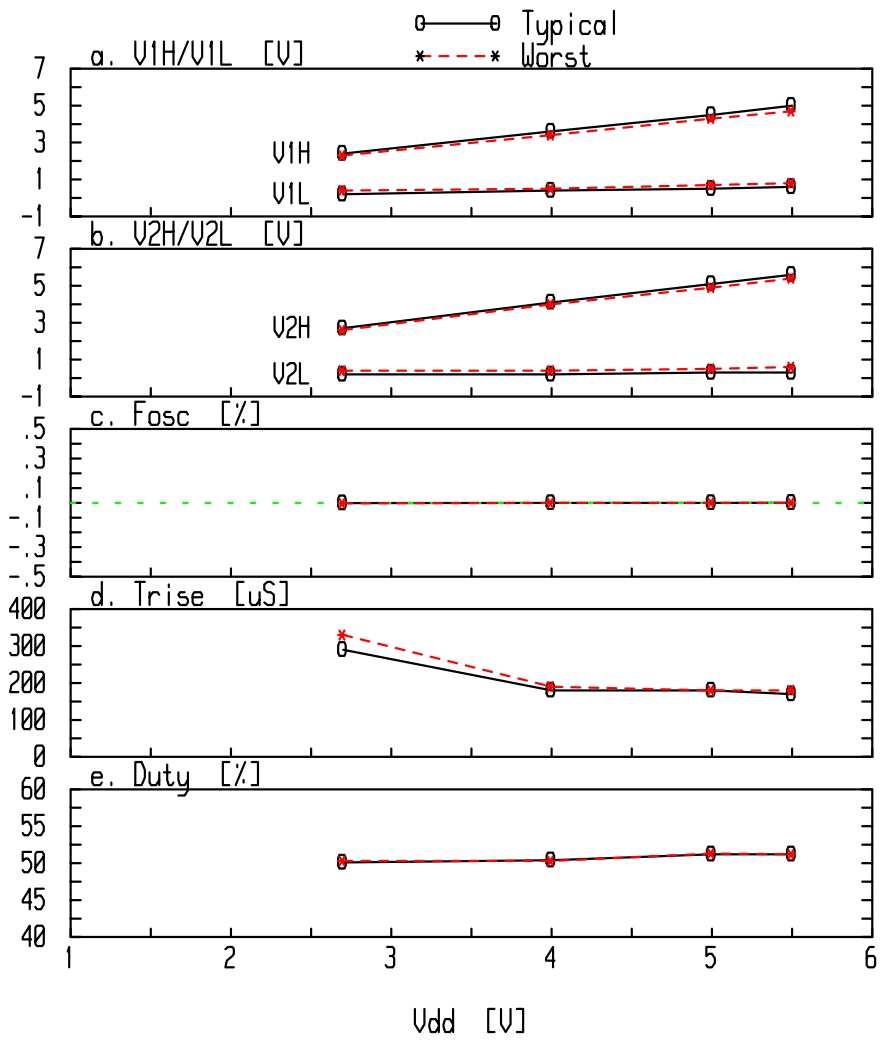 Typical
Worst
a. V1H/V1L [V]
7
5
3
1
-1
V1H
V1L
b. V2H/V2L [V]
7
5
3
1
-1
V2H
V2L
c. Fosc [%]
.5
.3
.1
-.1
-.3
-.5
d. Trise [uS]
400
300
200
100
0
e. Duty [%]
60
55
50
45
40
1 2 3 4 5 6
Vdd [V]